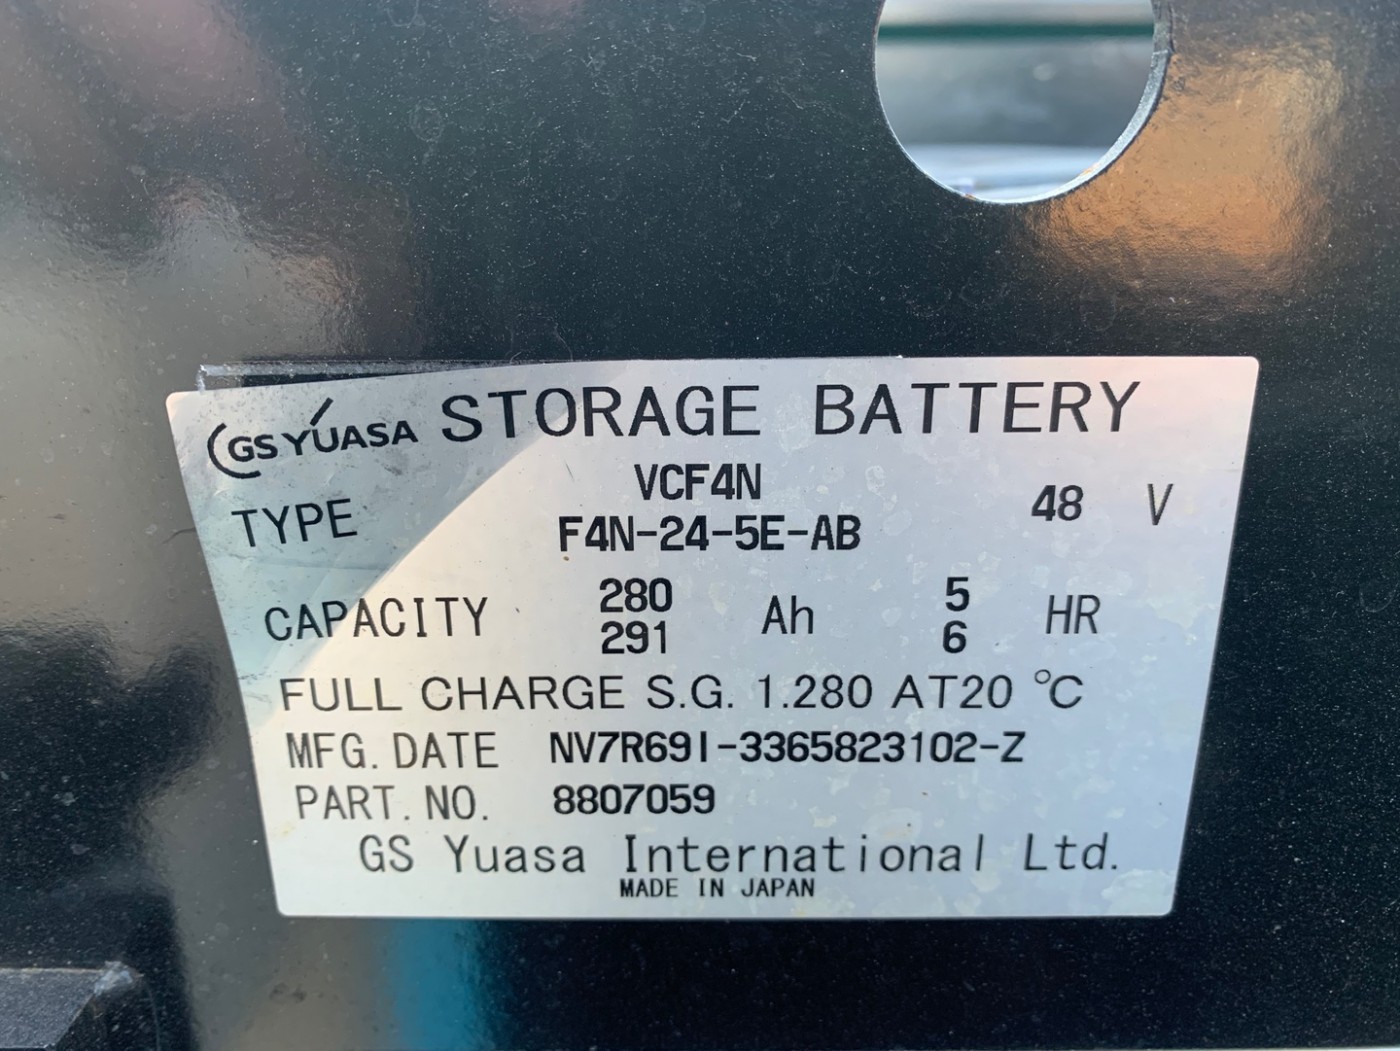 GS YUASA STORAGE BATTERY
VCF4N
TYPE F4N-24-5E-AB 48 V
CAPACITY 280 Ah 5 HR
291 6
FULL CHARGE S.G. 1.280 AT20 ℃
MFG. DATE NV7R69I-3365823102-Z
PART. NO. 8807059
GS Yuasa International Ltd.
MADE IN JAPAN